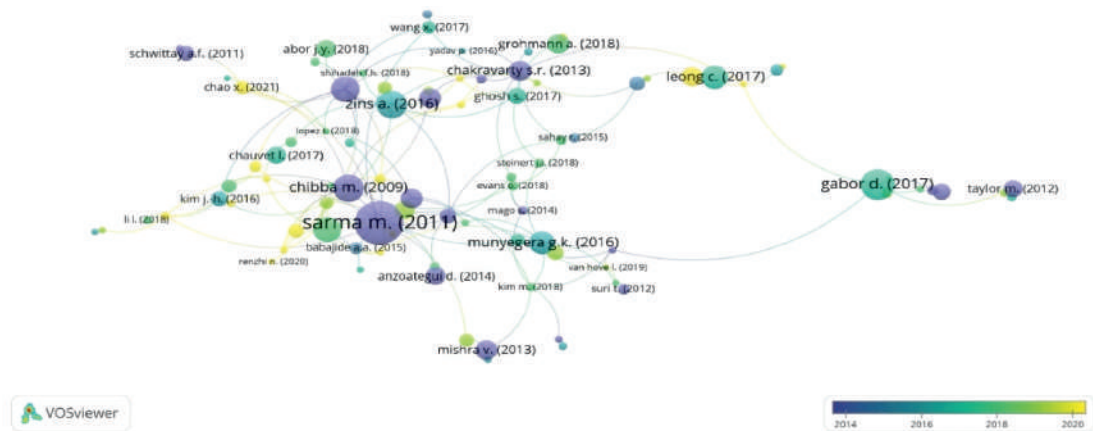 wang x. (2017)
schwittay a.f. (2011)
abor j.y. (2018)
yadav p. (2016)
grohmann a. (2018)
shihadeh f.h. (2018)
chakravarty s.r. (2013)
leong c. (2017)
chao x. (2021)
zins a. (2016)
ghosh s. (2017)
lopez t. (2018)
sahay r. (2015)
chauvet l. (2017)
steinert j.i. (2018)
chibba m. (2009)
evans o. (2018)
gabor d. (2017)
taylor m. (2012)
kim j.-h. (2016)
mago s. (2014)
li l. (2018)
sarma m. (2011)
babajide a.a. (2015)
munyegera g.k. (2016)
renzhi n. (2020)
anzoategui d. (2014)
van hove l. (2019)
kim m. (2018)
suri t. (2012)
mishra v. (2013)
VOSviewer
2014 2016 2018 2020